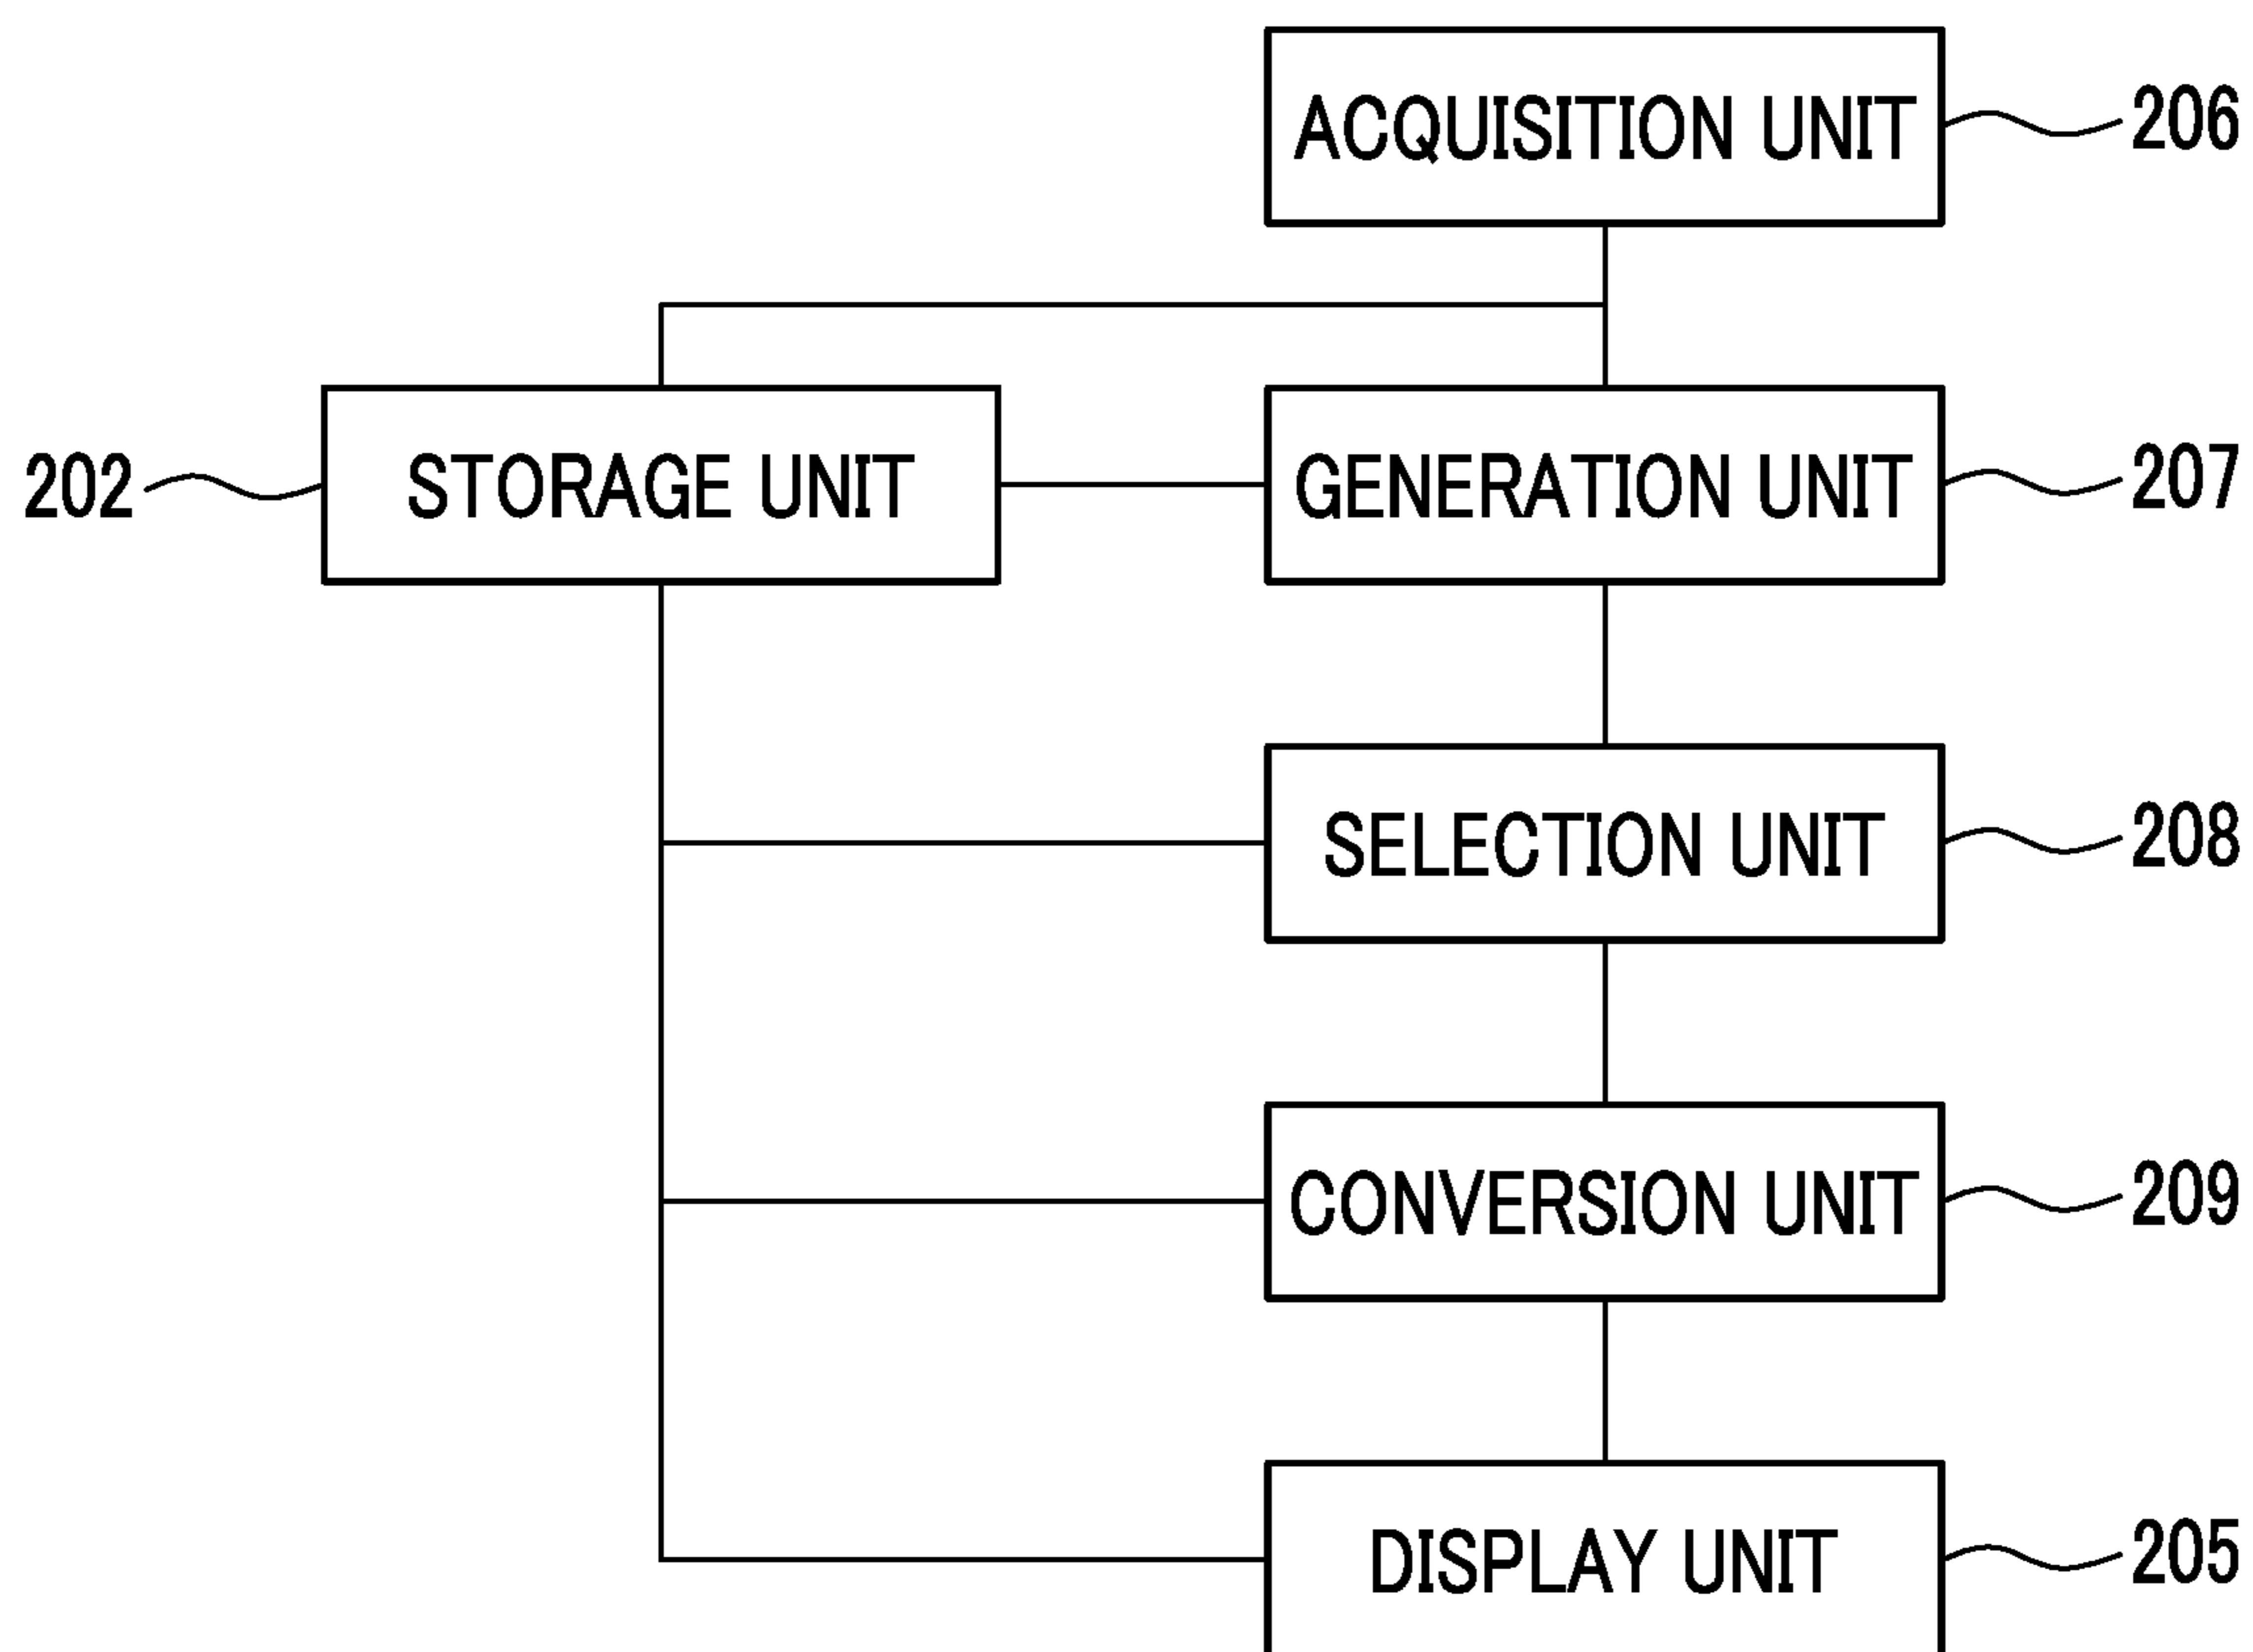 ACQUISITION UNIT 206
202 STORAGE UNIT GENERATION UNIT 207
SELECTION UNIT 208
CONVERSION UNIT 209
DISPLAY UNIT 205